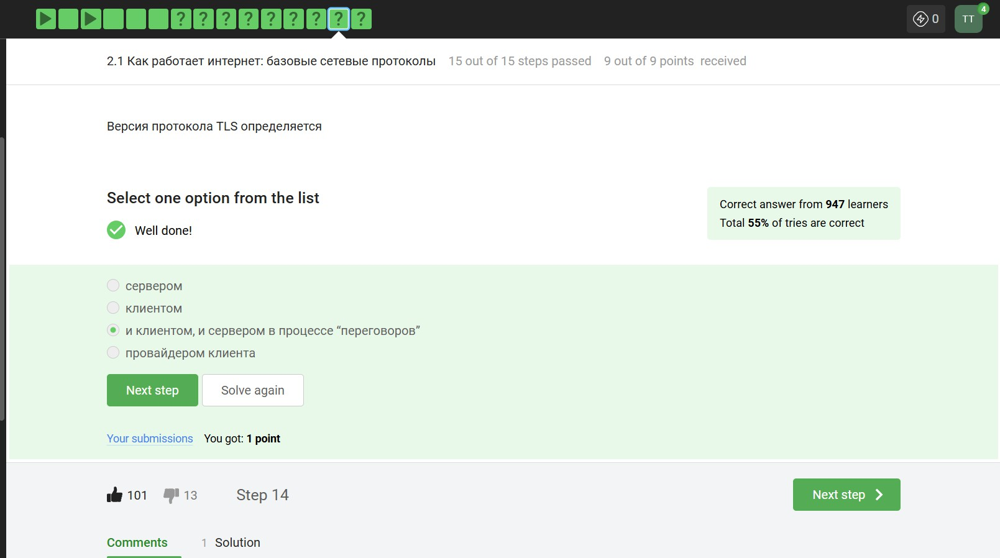 ? ? ? ? ? ? ? ? ?
0
TT
4
2.1 Как работает интернет: базовые сетевые протоколы 15 out of 15 steps passed 9 out of 9 points received
Версия протокола TLS определяется
Select one option from the list
Well done!
Correct answer from 947 learners
Total 55% of tries are correct
сервером
клиентом
и клиентом, и сервером в процессе “переговоров”
провайдером клиента
Next step Solve again
Your submissions You got: 1 point
101 13 Step 14
Next step
Comments 1 Solution